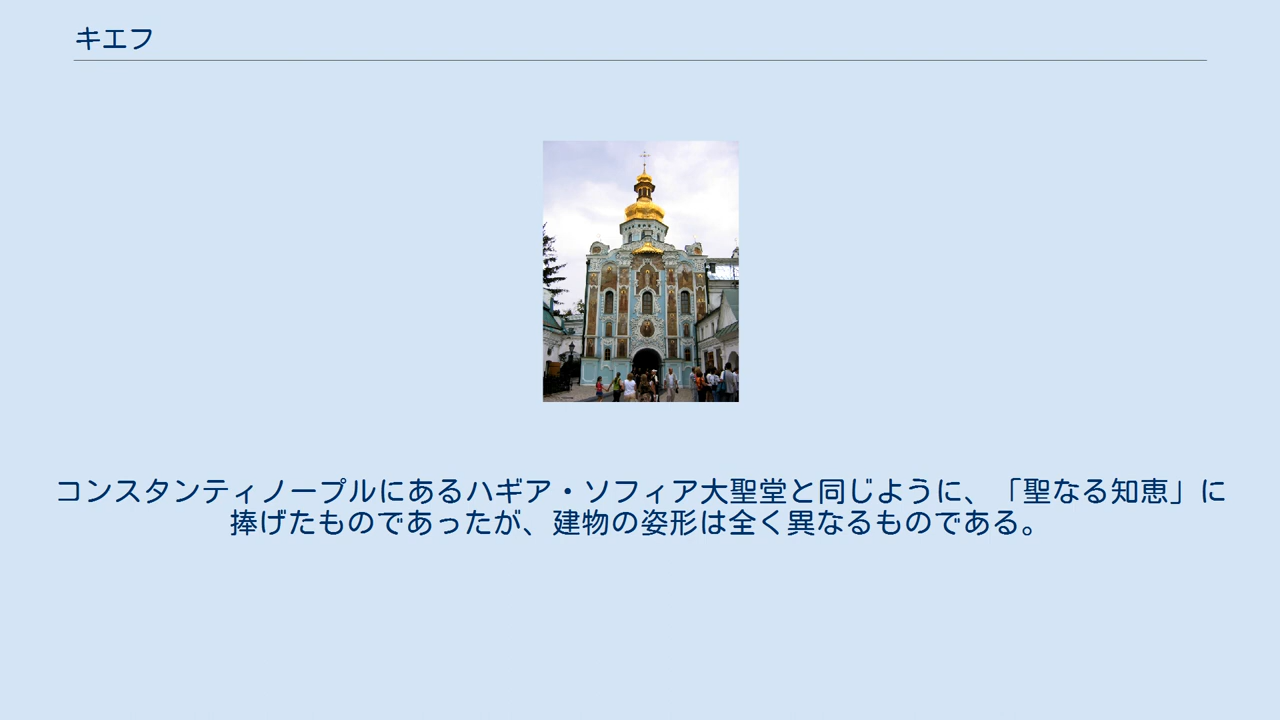 キエフ
コンスタンティノープルにあるハギア・ソフィア大聖堂と同じように、「聖なる知恵」に
捧げたものであったが、建物の姿形は全く異なるものである。